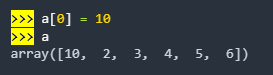 >>> a[0] = 10
>>> a
array([10,  2,  3,  4,  5,  6])